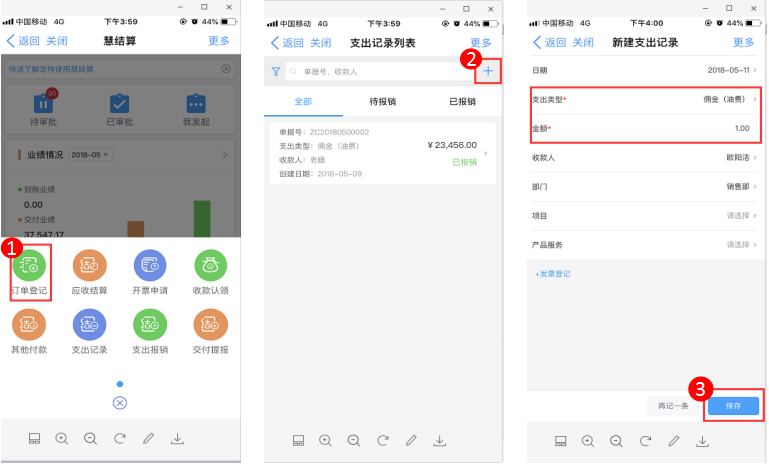 中国移动 4G 下午3:59 44%
返回 关闭 慧结算 更多
快速了解怎样使用慧结算
30
待审批 已审批 我发起
业绩情况 2018-05
到账业绩
0.00
交付业绩
37,547.17
1
订单登记 应收结算 开票申请 收款认领
其他付款 支出记录 支出报销 交付提报
中国移动 4G 下午3:59 44%
返回 关闭 支出记录列表 更多
2
单据号、收款人 +
全部 待报销 已报销
单据号: ZC20180500002
支出类型: 佣金（油费） ¥23,456.00
收款人: 老藤 已报销
创建日期: 2018-05-09
中国移动 4G 下午4:00 44%
返回 关闭 新建支出记录 更多
日期 2018-05-11
支出类型* 佣金（油费）
金额* 1.00
收款人 欧阳洁
部门 销售部
项目 请选择
产品服务 请选择
+发票登记
3
再记一条 保存